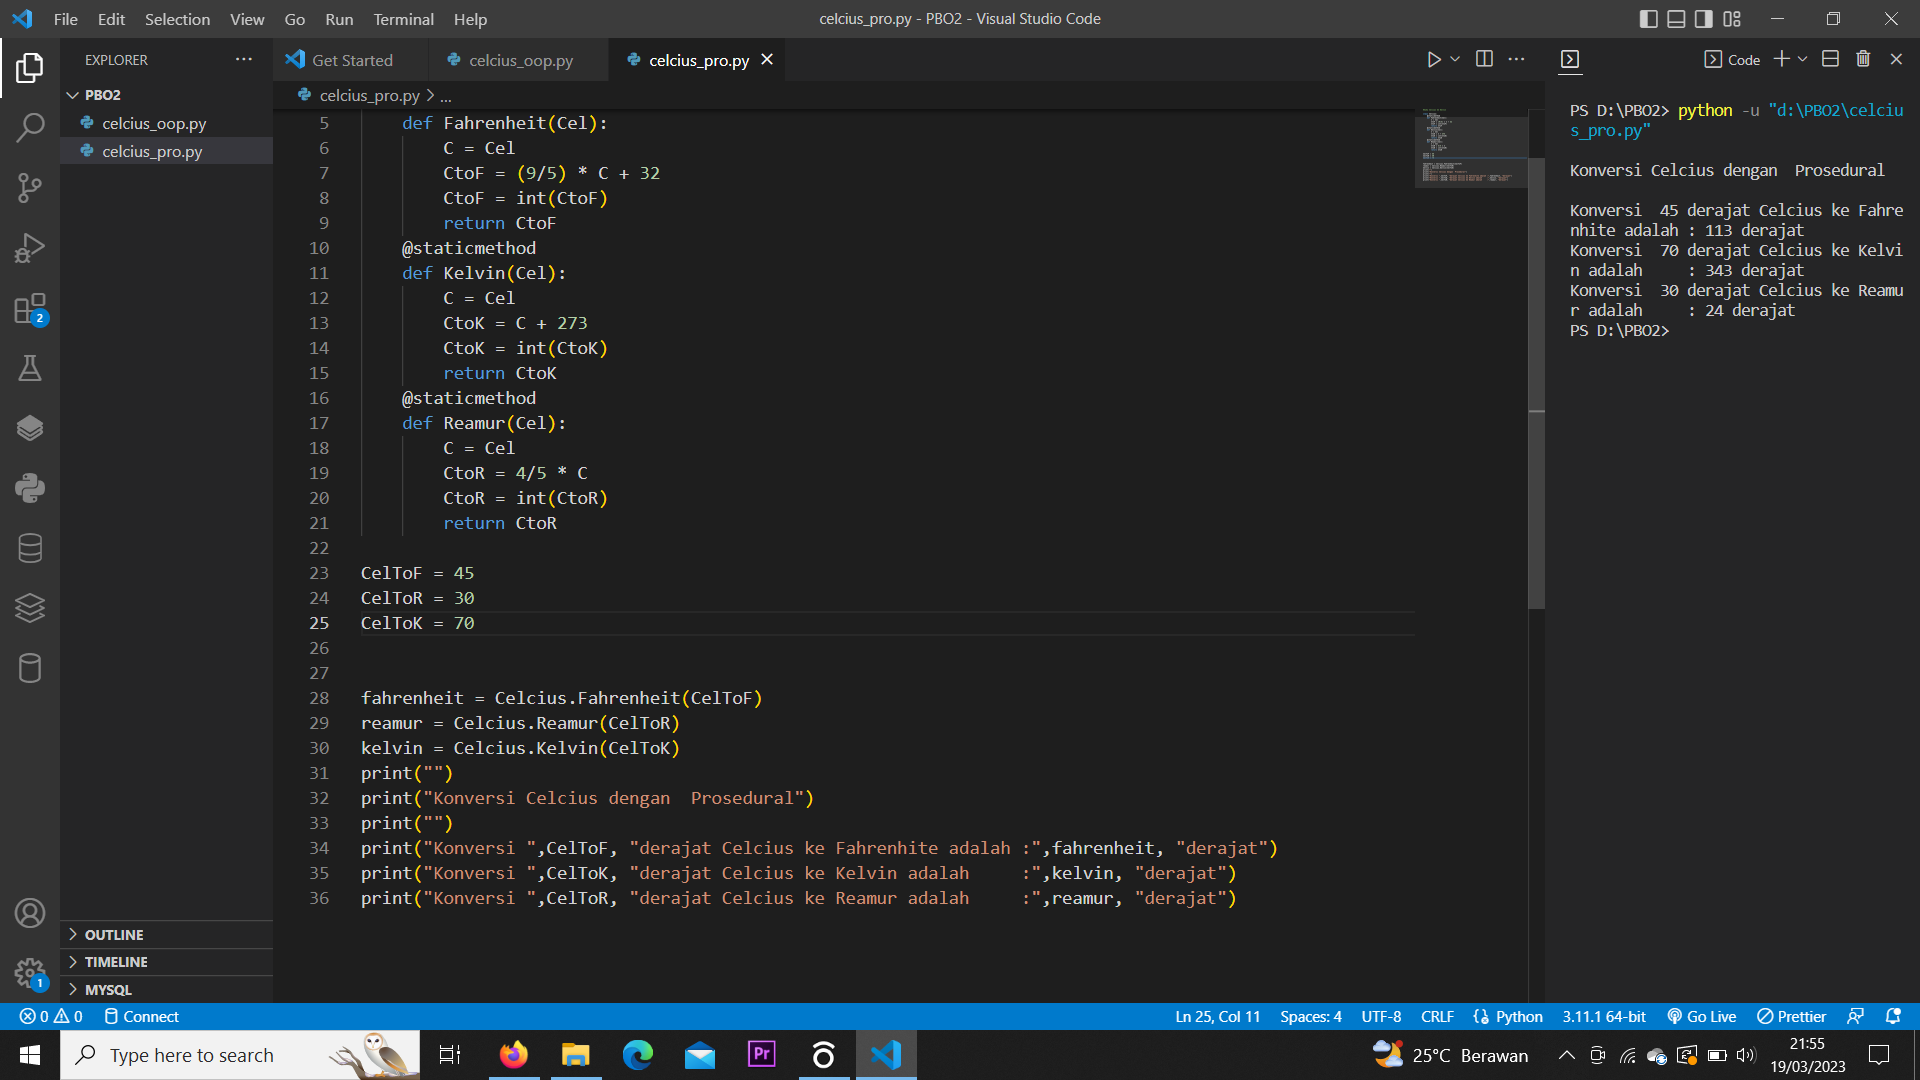 File Edit Selection View Go Run Terminal Help
celcius_pro.py - PBO2 - Visual Studio Code
EXPLORER
Get Started
celcius_oop.py
celcius_pro.py
Code
PBO2
celcius_oop.py
celcius_pro.py
celcius_pro.py > ...
5 def Fahrenheit(Cel):
6 C = Cel
7 CtoF = (9/5) * C + 32
8 CtoF = int(CtoF)
9 return CtoF
10 @staticmethod
11 def Kelvin(Cel):
12 C = Cel
13 CtoK = C + 273
14 CtoK = int(CtoK)
15 return CtoK
16 @staticmethod
17 def Reamur(Cel):
18 C = Cel
19 CtoR = 4/5 * C
20 CtoR = int(CtoR)
21 return CtoR
22
23 CelToF = 45
24 CelToR = 30
25 CelToK = 70
26
27
28 fahrenheit = Celcius.Fahrenheit(CelToF)
29 reamur = Celcius.Reamur(CelToR)
30 kelvin = Celcius.Kelvin(CelToK)
31 print("")
32 print("Konversi Celcius dengan  Prosedural")
33 print("")
34 print("Konversi ",CelToF, "derajat Celcius ke Fahrenhite adalah :",fahrenheit, "derajat")
35 print("Konversi ",CelToK, "derajat Celcius ke Kelvin adalah     :",kelvin, "derajat")
36 print("Konversi ",CelToR, "derajat Celcius ke Reamur adalah     :",reamur, "derajat")
PS D:\PBO2> python -u "d:\PBO2\celciu
s_pro.py"
Konversi Celcius dengan  Prosedural
Konversi  45 derajat Celcius ke Fahre
nhite adalah : 113 derajat
Konversi  70 derajat Celcius ke Kelvi
n adalah     : 343 derajat
Konversi  30 derajat Celcius ke Reamu
r adalah     : 24 derajat
PS D:\PBO2>
2
OUTLINE
TIMELINE
MYSQL
1
0 0 Connect
Ln 25, Col 11 Spaces: 4 UTF-8 CRLF Python 3.11.1 64-bit Go Live Prettier
Type here to search
Pr
25°C Berawan
21:55
19/03/2023